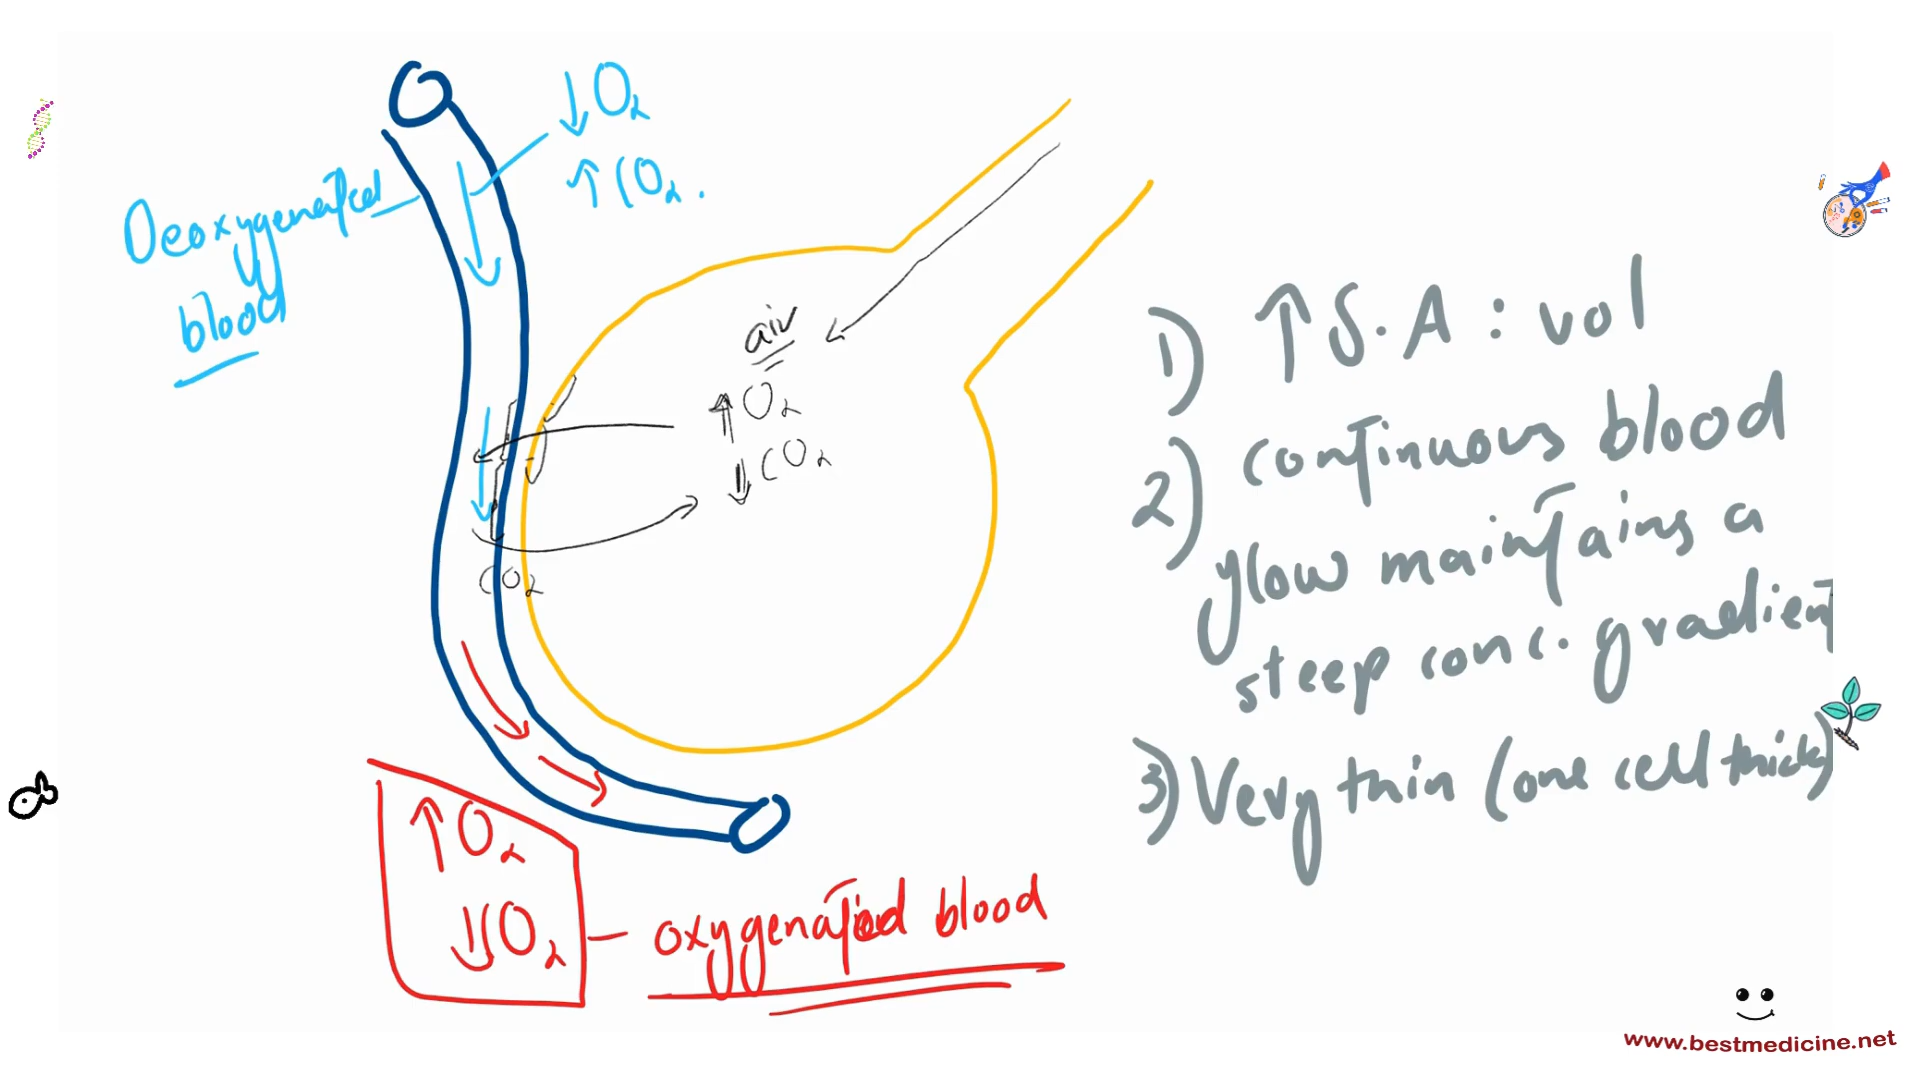 ↓O₂
↑CO₂.
Deoxygenated
blood
air
↑O₂
↓CO₂
CO₂
↑O₂
↓CO₂
oxygenated blood
1) ↑S.A : vol
2) continuous blood
flow maintains a
steep conc. gradient
3) Very thin (one cell thick)
www.bestmedicine.net